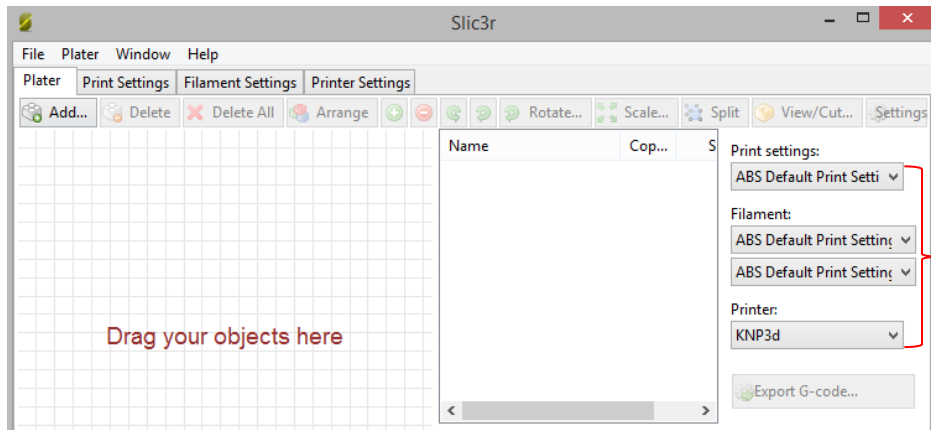 Slic3r
File Plater Window Help
Plater Print Settings Filament Settings Printer Settings
Add... Delete Delete All Arrange Rotate... Scale... Split View/Cut... Settings
Name Cop... S
Print settings:
ABS Default Print Setti
Filament:
ABS Default Print Setting
ABS Default Print Setting
Printer:
Drag your objects here
KNP3d
Export G-code...